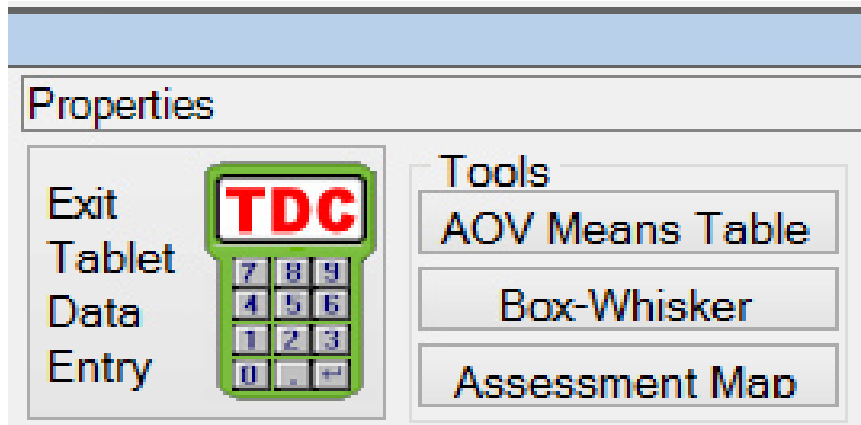 Properties
Exit
Tablet
Data
Entry
TDC
7 8 9
4 5 6
1 2 3
0 . ↵
Tools
AOV Means Table
Box-Whisker
Assessment Map